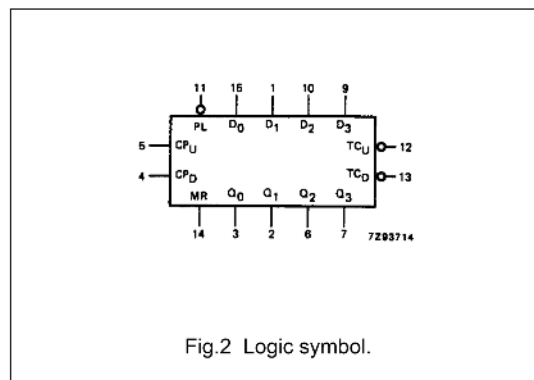 11 16 1 10 9
PL D0 D1 D2 D3
5 CPU TCU 12
4 CPD TCD 13
MR Q0 Q1 Q2 Q3
14 3 2 6 7 7Z93714
Fig.2 Logic symbol.